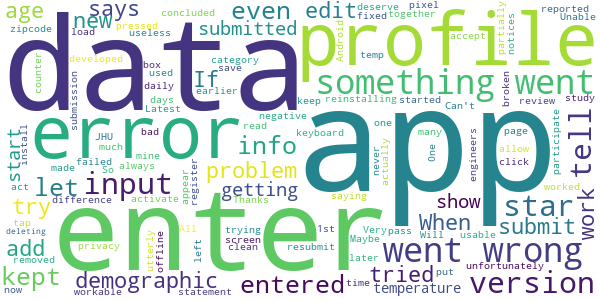 data
app
enter
profile
error
something went
went wrong
version
entered
demographic
input
info
star
submit
problem
getting
tell
work
When
tried
kept
add
try
let
start
age
new
says
even
edit
submitted
If
show
temperature
zipcode
counter
load
pressed
useless
concluded
developed
box
used
daily
days
Latest
submission
category
save
earlier
Unable
fixed
temp
Android
pixel
together
deserve
accept
partially
notices
reported
broken
Can't
review
study
reinstalling
started
keep
negative
read
keyboard
one
many
never
actually
One
page
engineers
click
allow
participate
worked
JHU
much
So
bad
mine
always
install
act
made
failed
difference
activate
register
appear
Thanks
saying
tap
deleting
removed
privacy
utterly
offline
All
left
trying
screen
clean
1st
resubmit
Very
Maybe
later
pass
Will
usable
unfortunately
put
time
now
workable
statement